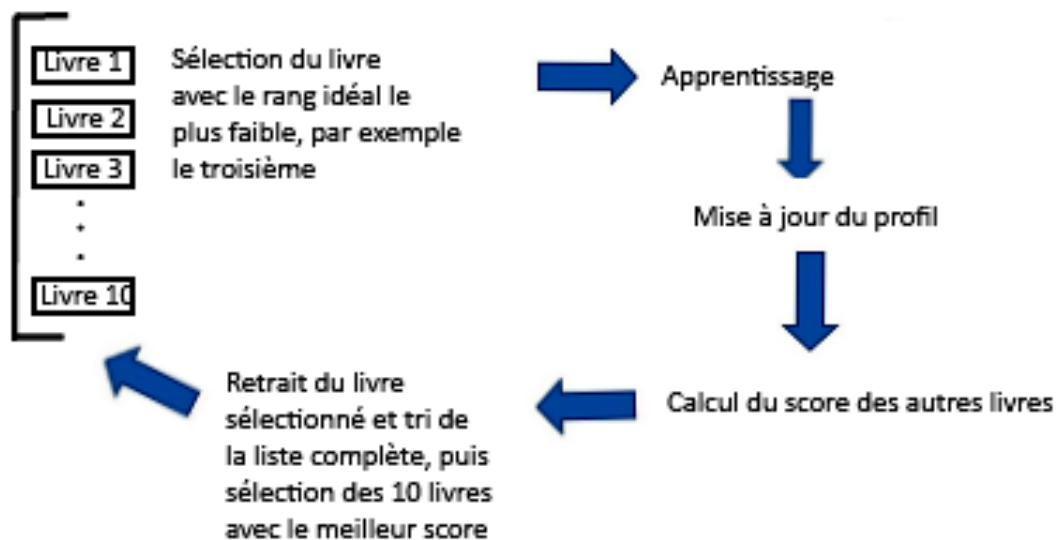 Livre 1
Livre 2
Livre 3
Livre 10
Sélection du livre
avec le rang idéal le
plus faible, par exemple
le troisième
Apprentissage
Mise à jour du profil
Calcul du score des autres livres
Retrait du livre
sélectionné et tri de
la liste complète, puis
sélection des 10 livres
avec le meilleur score